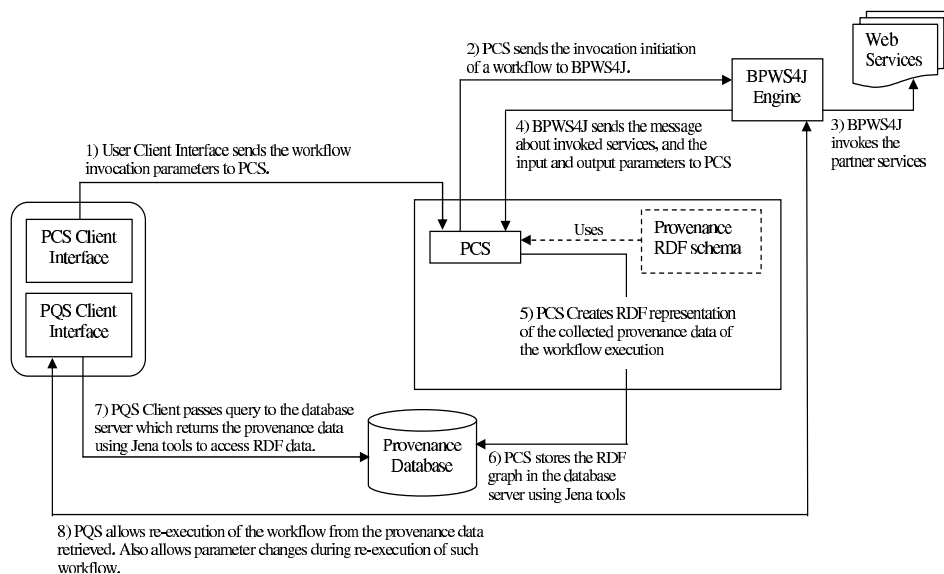 2) PCS sends the invocation initiation
of a workflow to BPWS4J.
BPWS4J
Engine
Web
Services
4) BPWS4J sends the message
about invoked services, and the
input and output parameters to PCS
3) BPWS4J
invokes the
partner services
1) User Client Interface sends the workflow
invocation parameters to PCS.
PCS Client
Interface
PQS Client
Interface
PCS
Uses
Provenance
RDF schema
5) PCS Creates RDF representation
of the collected provenance data of
the workflow execution
7) PQS Client passes query to the database
server which returns the provenance data
using Jena tools to access RDF data.
Provenance
Database
6) PCS stores the RDF
graph in the database
server using Jena tools
8) PQS allows re-execution of the workflow from the provenance data
retrieved. Also allows parameter changes during re-execution of such
workflow.